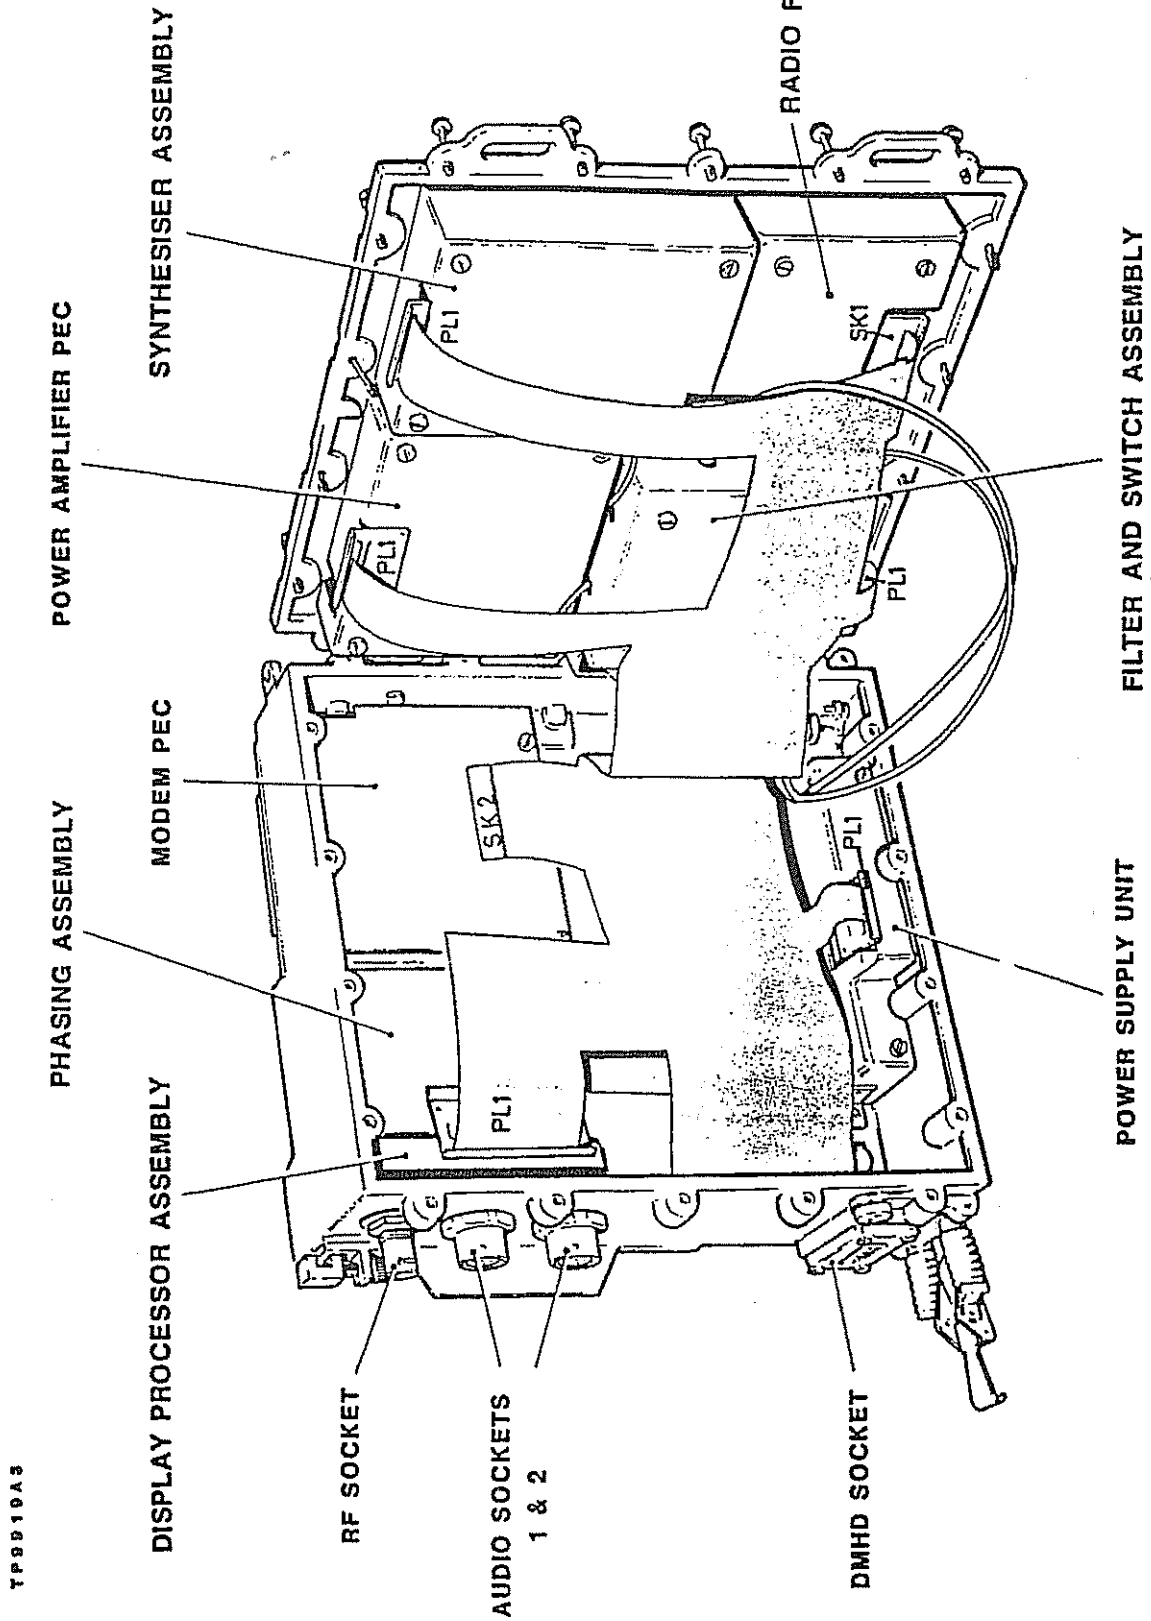 TP9919A3
DISPLAY PROCESSOR ASSEMBLY
PHASING ASSEMBLY
MODEM PEC
POWER AMPLIFIER PEC
SYNTHESISER ASSEMBLY
RF SOCKET
AUDIO SOCKETS
1 & 2
DMHD SOCKET
PL1
SK2
PL1
PL1
PL1
PL1
SK1
RADIO
POWER SUPPLY UNIT
FILTER AND SWITCH ASSEMBLY